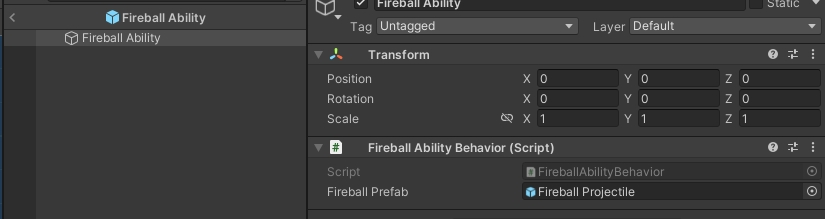 Fireball Ability
Fireball Ability
Fireball Ability
Static
Tag Untagged Layer Default
Transform
Position X 0 Y 0 Z 0
Rotation X 0 Y 0 Z 0
Scale X 1 Y 1 Z 1
Fireball Ability Behavior (Script)
Script FireballAbilityBehavior
Fireball Prefab Fireball Projectile